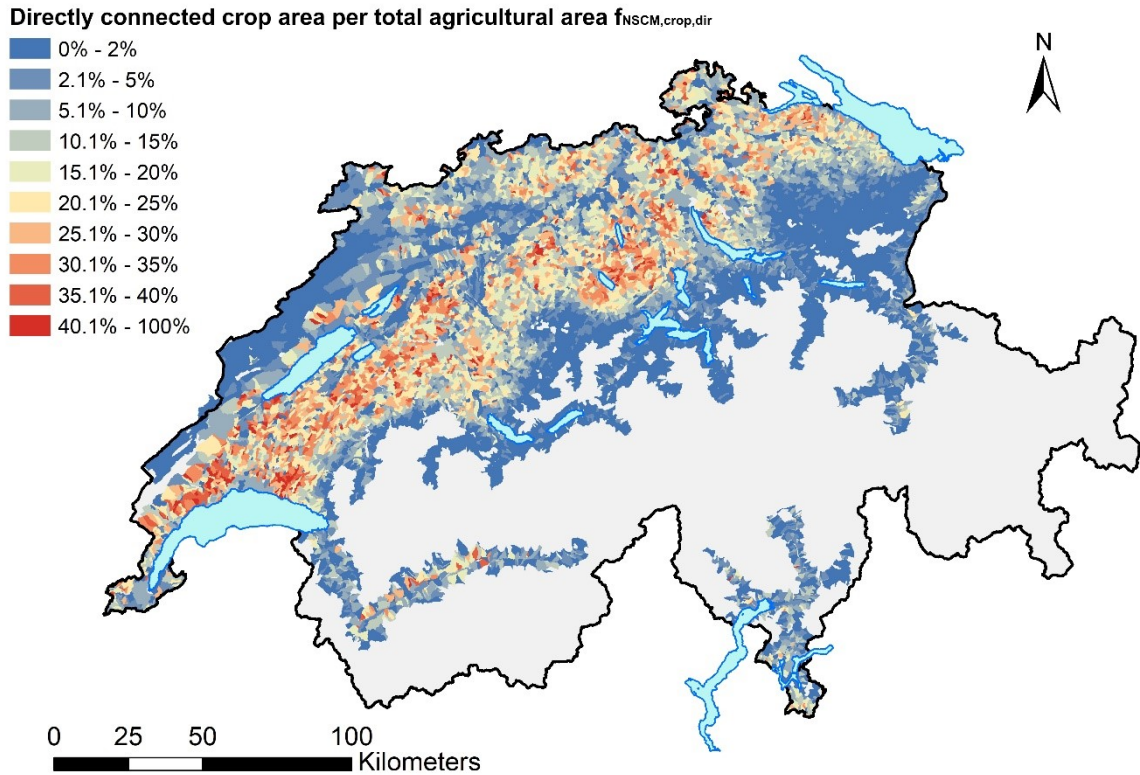 Directly connected crop area per total agricultural area fNSCM,crop,dir
0% - 2%
2.1% - 5%
5.1% - 10%
10.1% - 15%
15.1% - 20%
20.1% - 25%
25.1% - 30%
30.1% - 35%
35.1% - 40%
40.1% - 100%
N
0 25 50 100
Kilometers